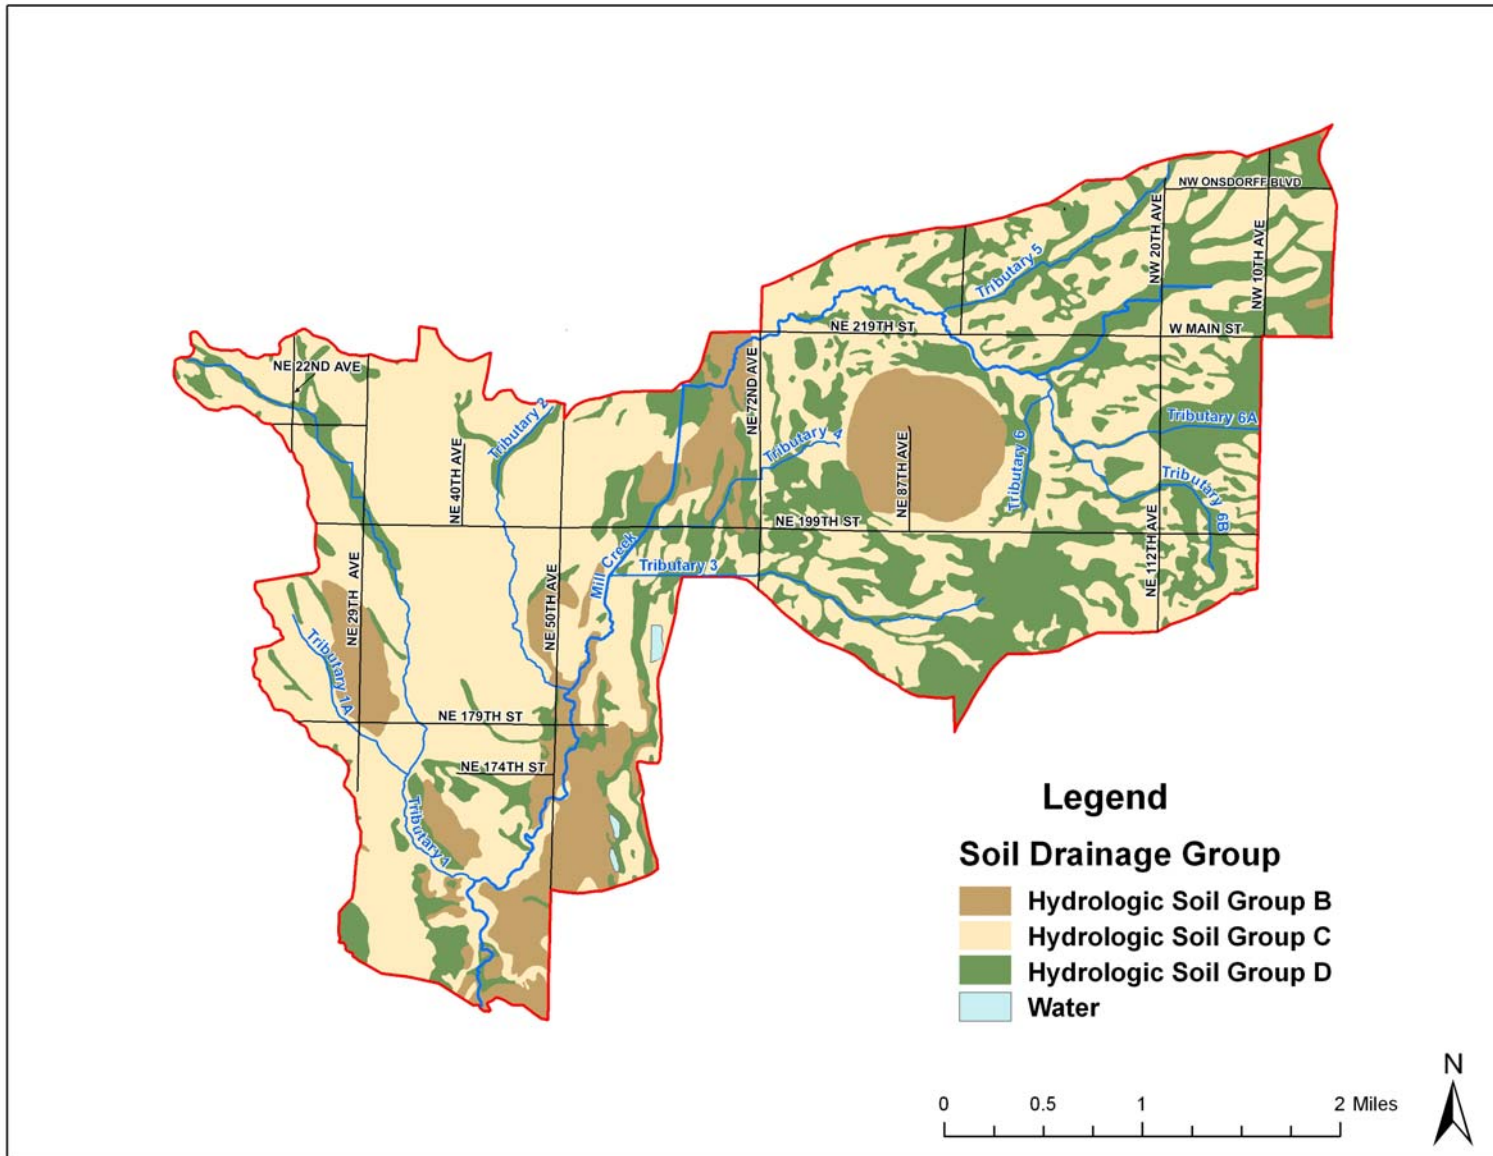 NW ONSDORFF BLVD
NW 20TH AVE
NW 10TH AVE
Tributary 5
NE 219TH ST
W MAIN ST
NE 22ND AVE
NE 72ND AVE
Tributary 2
Tributary 4
Tributary 6A
NE 40TH AVE
NE 87TH AVE
Tributary 6
Tributary 6B
NE 199TH ST
NE 112TH AVE
Mill Creek
Tributary 3
NE 29TH AVE
NE 50TH AVE
Tributary 1A
NE 179TH ST
NE 174TH ST
Tributary 1
Legend
Soil Drainage Group
Hydrologic Soil Group B
Hydrologic Soil Group C
Hydrologic Soil Group D
Water
N
0 0.5 1 2 Miles